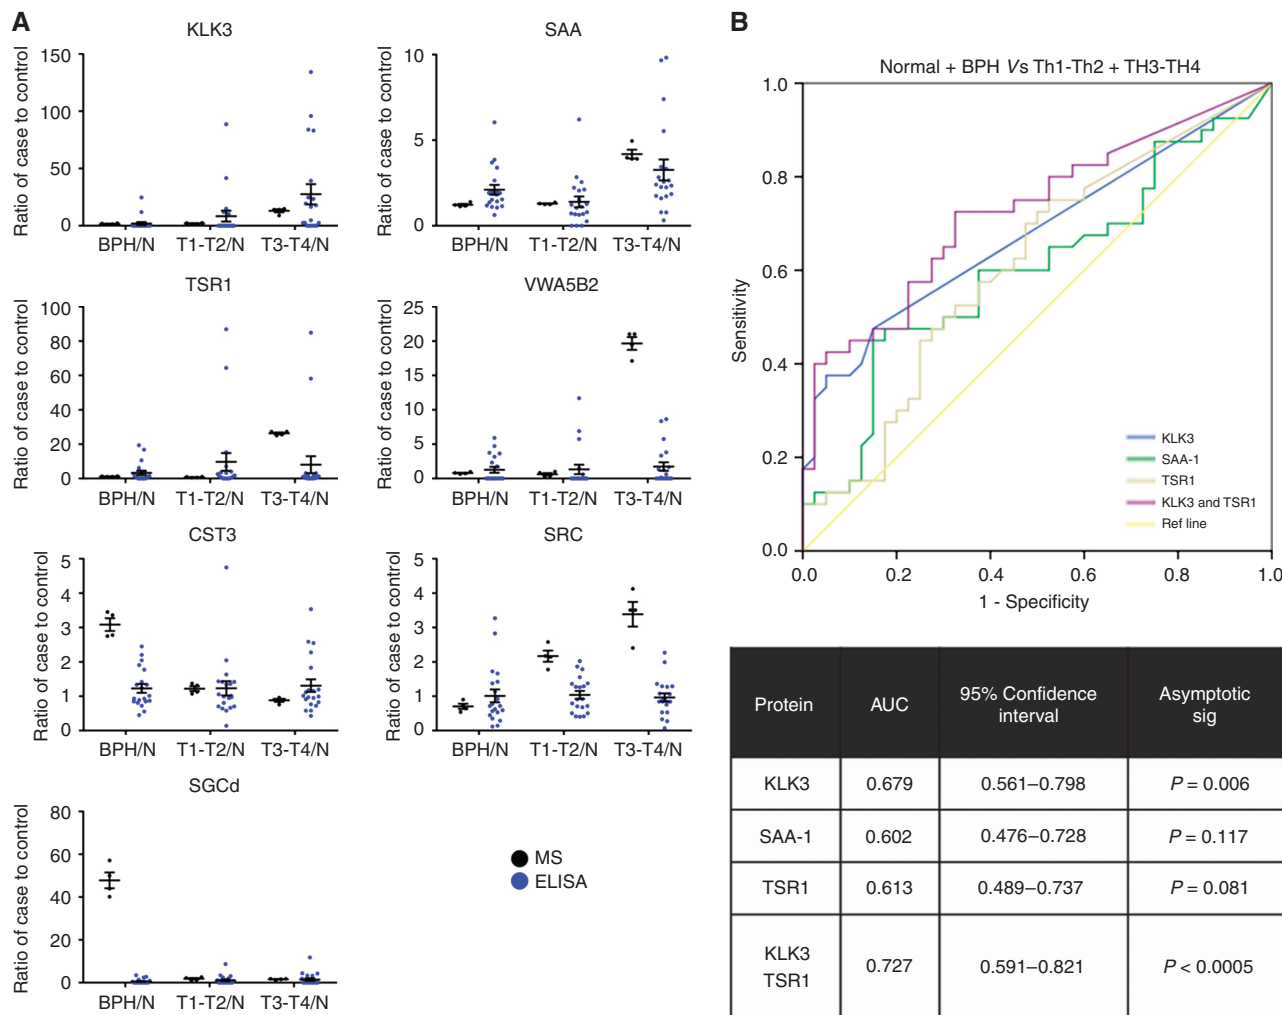 A
KLK3
Ratio of case to control
150
100
50
0
BPH/N
T1-T2/N
T3-T4/N
SAA
Ratio of case to control
10
5
0
BPH/N
T1-T2/N
T3-T4/N
TSR1
Ratio of case to control
100
80
60
40
20
0
BPH/N
T1-T2/N
T3-T4/N
VWA5B2
Ratio of case to control
25
20
15
10
5
0
BPH/N
T1-T2/N
T3-T4/N
CST3
Ratio of case to control
5
4
3
2
1
0
BPH/N
T1-T2/N
T3-T4/N
SRC
Ratio of case to control
5
4
3
2
1
0
BPH/N
T1-T2/N
T3-T4/N
SGCd
Ratio of case to control
80
60
40
20
0
BPH/N
T1-T2/N
T3-T4/N
MS
ELISA
B
Normal + BPH Vs Th1-Th2 + TH3-TH4
Sensitivity
1.0
0.8
0.6
0.4
0.2
0.0
KLK3
SAA-1
TSR1
KLK3 and TSR1
Ref line
0.0 0.2 0.4 0.6 0.8 1.0
1 - Specificity
Protein AUC 95% Confidence interval Asymptotic sig
KLK3 0.679 0.561–0.798 P = 0.006
SAA-1 0.602 0.476–0.728 P = 0.117
TSR1 0.613 0.489–0.737 P = 0.081
KLK3 TSR1 0.727 0.591–0.821 P < 0.0005